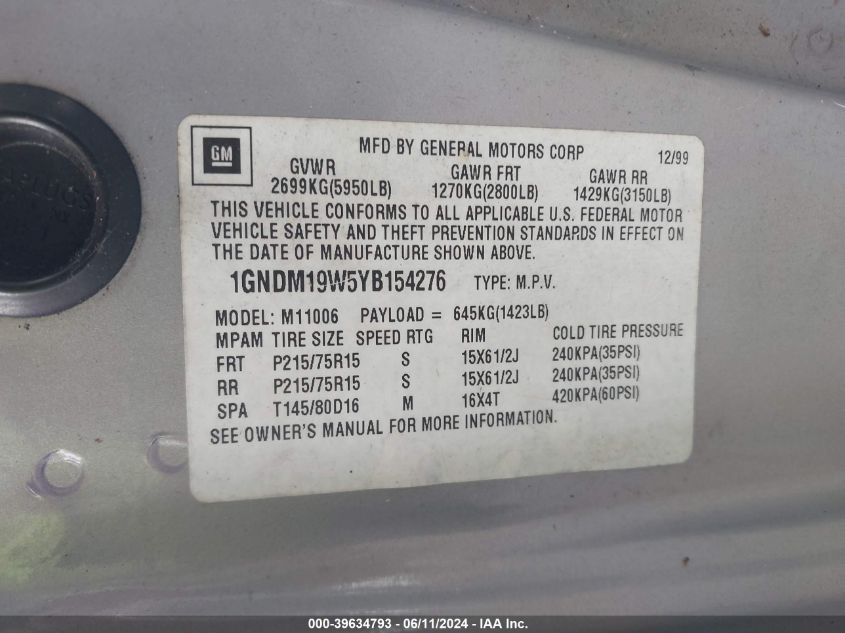 GM
MFD BY GENERAL MOTORS CORP 12/99
GVWR GAWR FRT GAWR RR
2699KG(5950LB) 1270KG(2800LB) 1429KG(3150LB)
THIS VEHICLE CONFORMS TO ALL APPLICABLE U.S. FEDERAL MOTOR
VEHICLE SAFETY AND THEFT PREVENTION STANDARDS IN EFFECT ON
THE DATE OF MANUFACTURE SHOWN ABOVE.
1GNDM19W5YB154276 TYPE: M.P.V.
MODEL: M11006 PAYLOAD = 645KG(1423LB)
MPAM TIRE SIZE SPEED RTG RIM COLD TIRE PRESSURE
FRT P215/75R15 S 15X61/2J 240KPA(35PSI)
RR P215/75R15 S 15X61/2J 240KPA(35PSI)
SPA T145/80D16 M 16X4T 420KPA(60PSI)
SEE OWNER'S MANUAL FOR MORE INFORMATION.
000-39634793 - 06/11/2024 - IAA Inc.